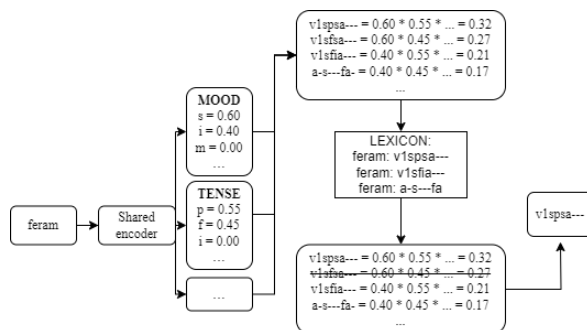 feram
Shared
encoder
MOOD
s = 0.60
i = 0.40
m = 0.00
...
TENSE
p = 0.55
f = 0.45
i = 0.00
...
...
v1spsa--- = 0.60 * 0.55 * ... = 0.32
v1sfsa--- = 0.60 * 0.45 * ... = 0.27
v1sfia--- = 0.40 * 0.55 * ... = 0.21
a-s---fa- = 0.40 * 0.45 * ... = 0.17
...
LEXICON:
feram: v1spsa---
feram: v1sfia---
feram: a-s---fa
v1spsa--- = 0.60 * 0.55 * ... = 0.32
v1sfsa--- = 0.60 * 0.45 * ... = 0.27
v1sfia--- = 0.40 * 0.55 * ... = 0.21
a-s---fa- = 0.40 * 0.45 * ... = 0.17
...
v1spsa---